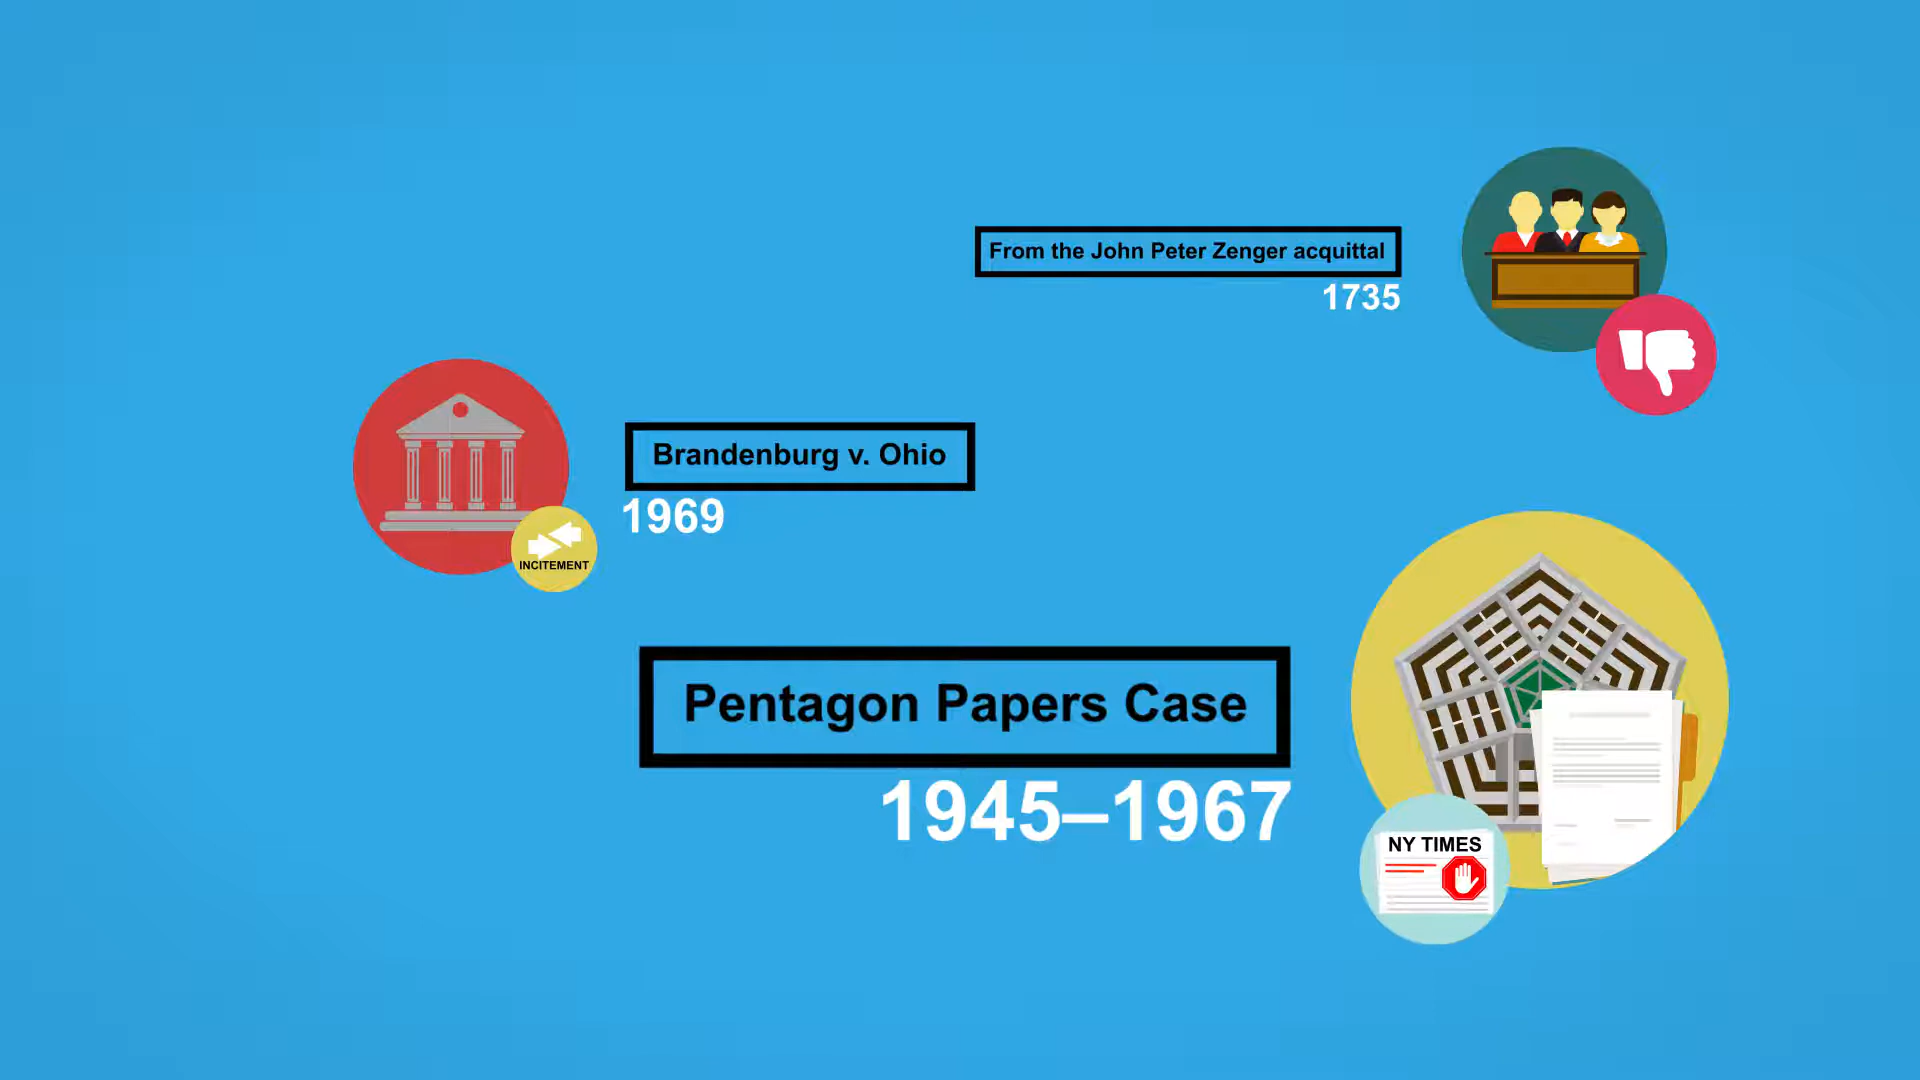 From the John Peter Zenger acquittal
1735
Brandenburg v. Ohio
1969
INCITEMENT
Pentagon Papers Case
1945–1967
NY TIMES